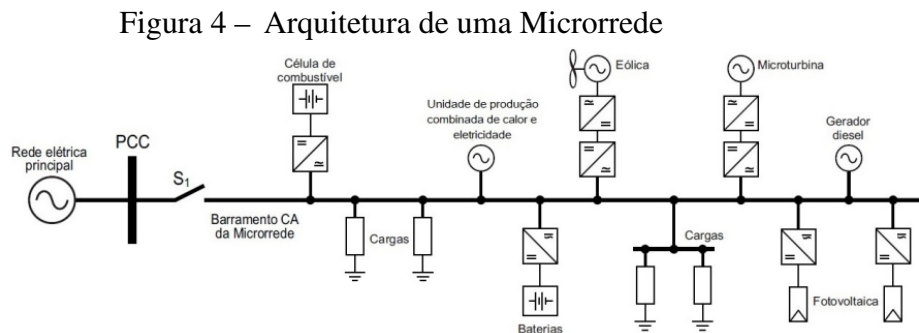 Figura 4 – Arquitetura de uma Microrrede
Célula de
combustível
Unidade de produção
combinada de calor e
eletricidade
Eólica
Microturbina
Gerador
diesel
Rede elétrica
principal
PCC
S1
Barramento CA
da Microrrede
Cargas
Baterias
Cargas
Fotovoltaica